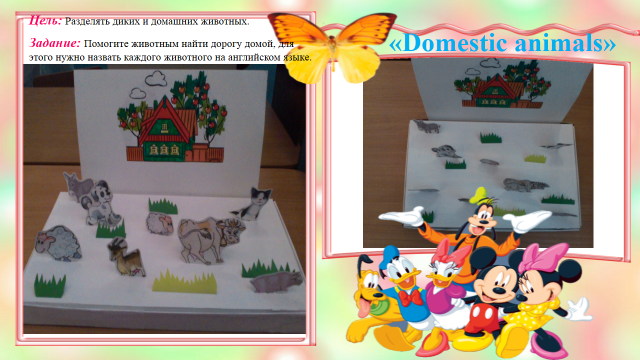 Цель: Разделять диких и домашних животных.
Задание: Помогите животным найти дорогу домой, для
этого нужно назвать каждого животного на английском языке.
«Domestic animals»